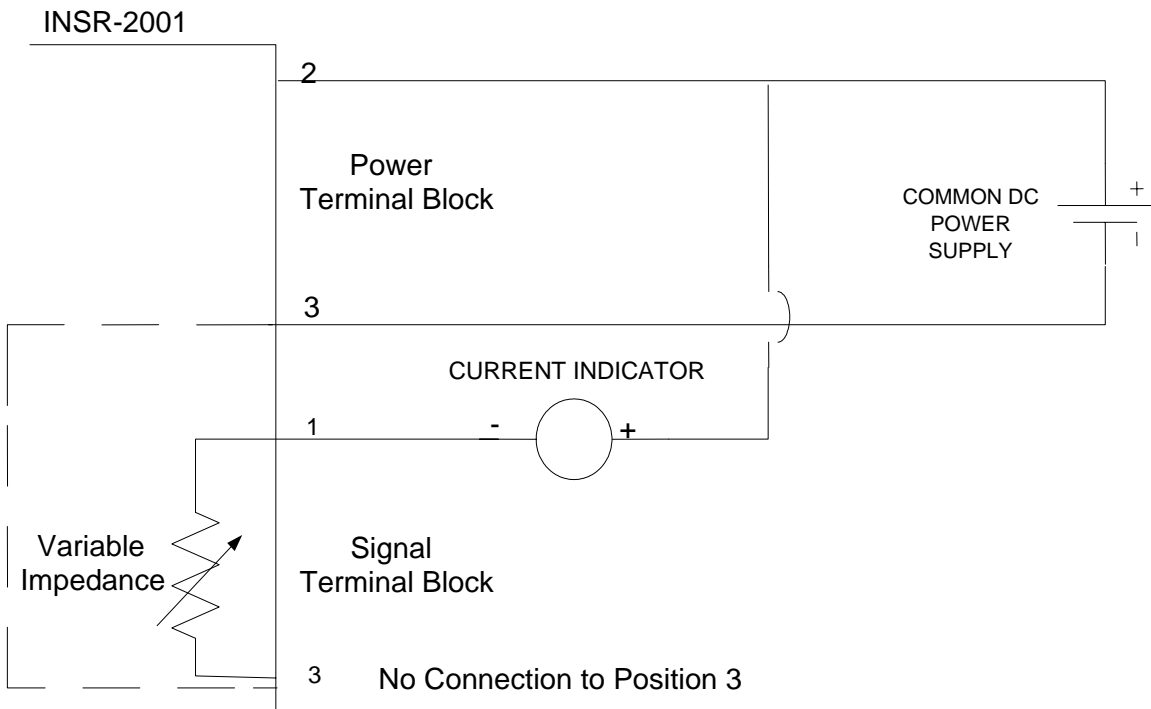 INSR-2001
2
Power
Terminal Block
COMMON DC
POWER
SUPPLY
+
-
3
CURRENT INDICATOR
1
-
+
Variable
Impedance
Signal
Terminal Block
3
No Connection to Position 3